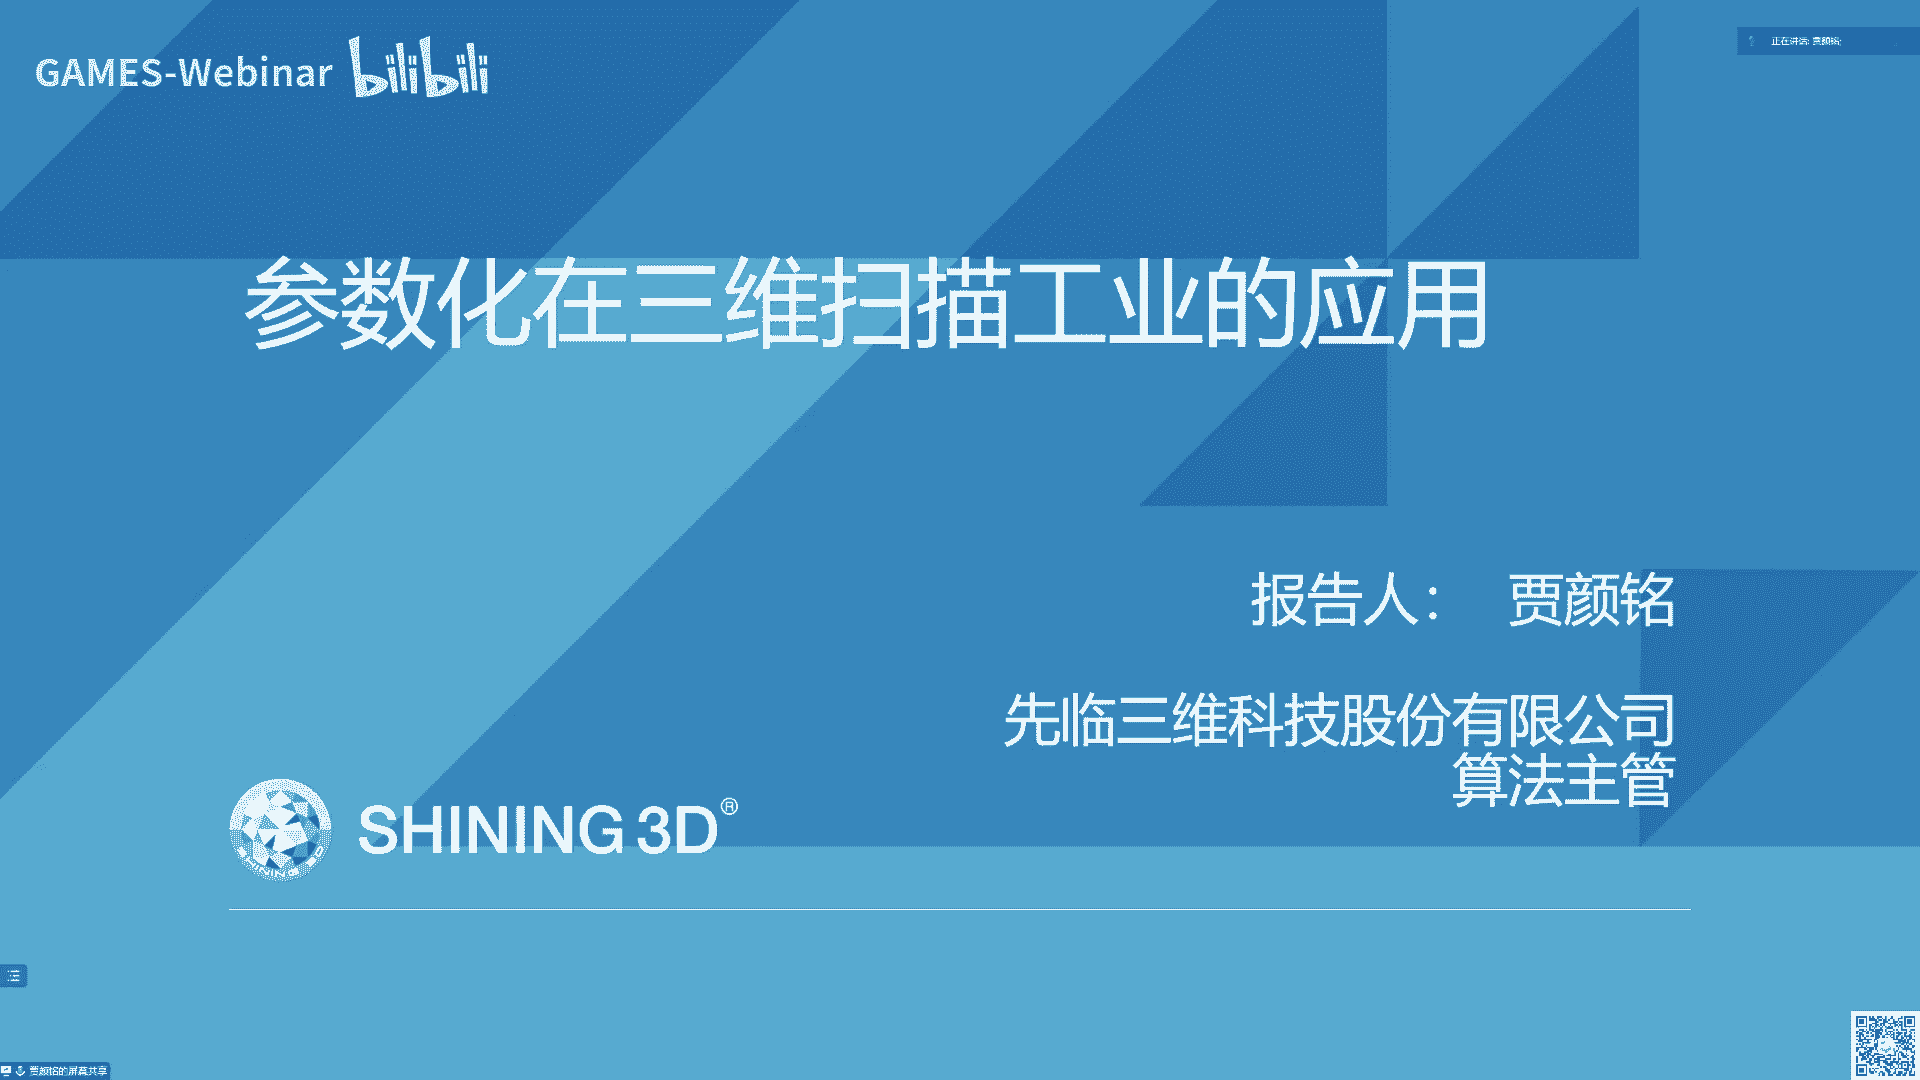 GAMES-Webinar bilibili
正在讲话: 贾颜铭;
参数化在三维扫描工业的应用
报告人： 贾颜铭
先临三维科技股份有限公司
算法主管
SHINING 3D
SHINING 3D®
贾颜铭的屏幕共享